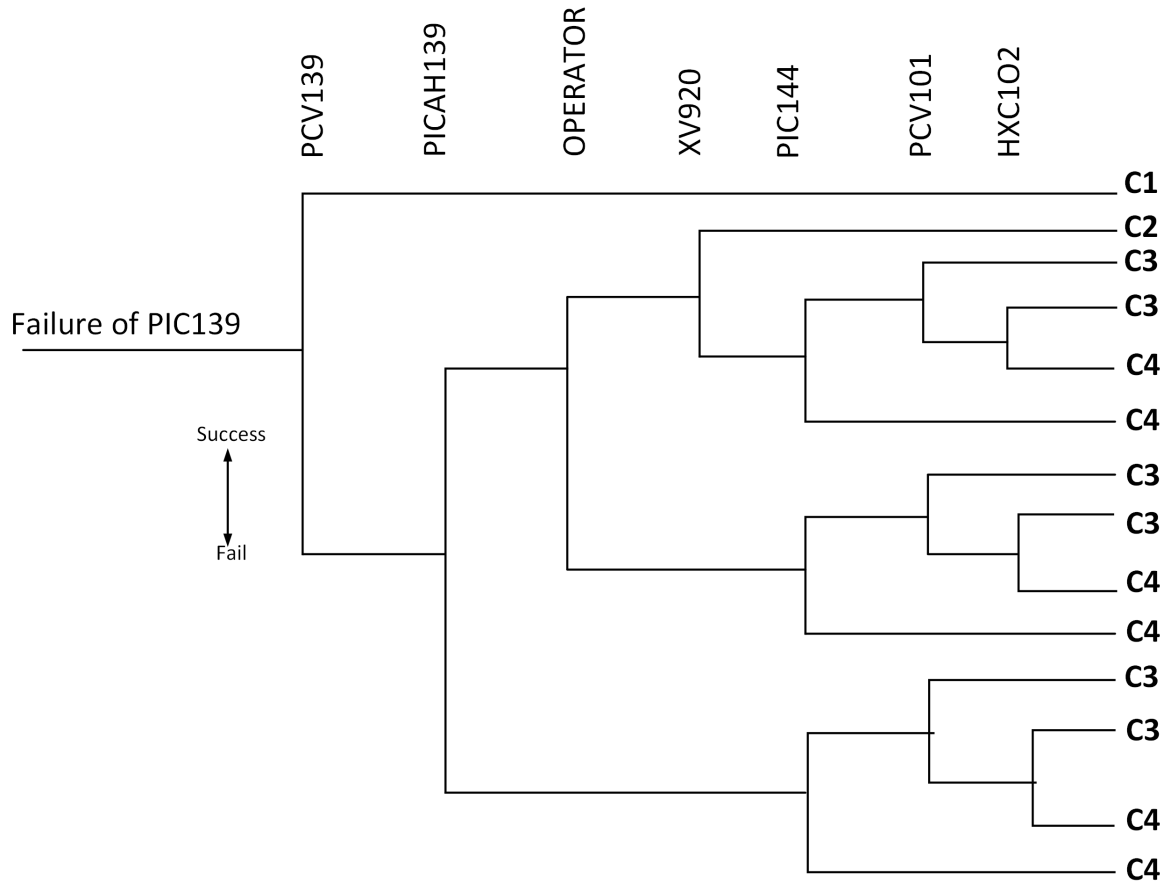 PCV139
PICAH139
OPERATOR
XV920
PIC144
PCV101
HXC1O2
C1
C2
C3
Failure of PIC139
C3
C4
C4
Success
C3
C3
Fail
C4
C4
C3
C3
C4
C4